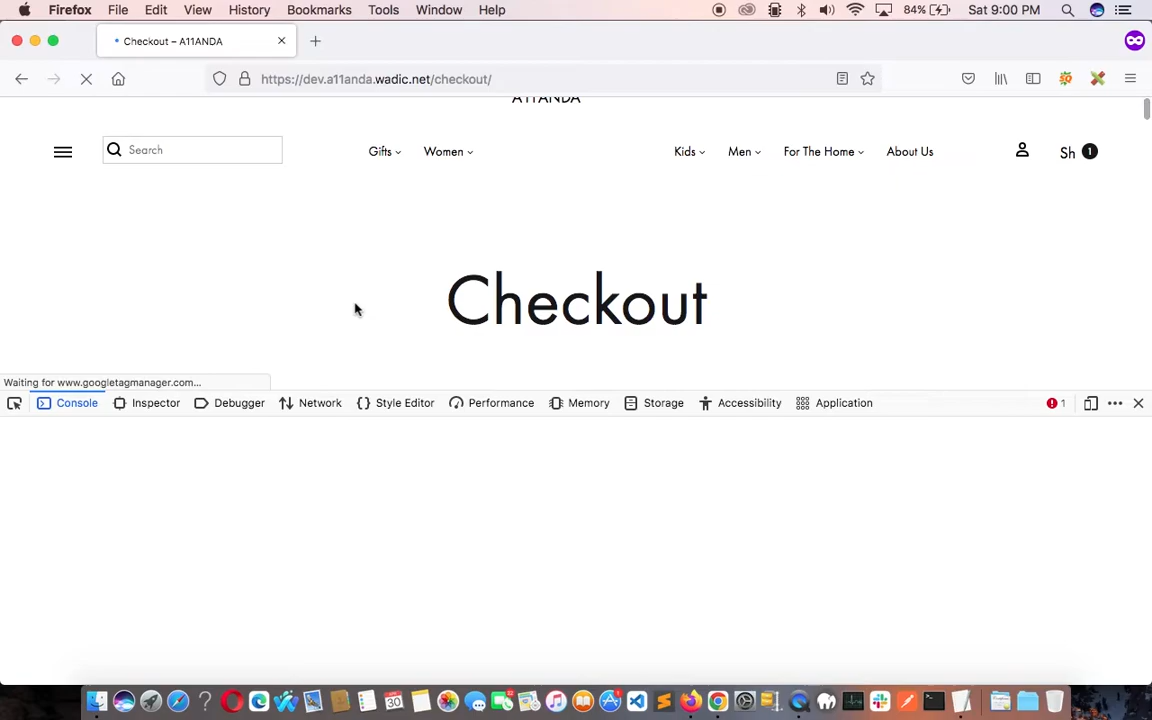 Firefox File Edit View History Bookmarks Tools Window Help 84% Sat 9:00 PM
Checkout – A11ANDA
https://dev.a11anda.wadic.net/checkout/
A11ANDA
Search Gifts Women Kids Men For The Home About Us Sh 1
Checkout
Waiting for www.googletagmanager.com...
Console Inspector Debugger Network Style Editor Performance Memory Storage Accessibility Application 1
30